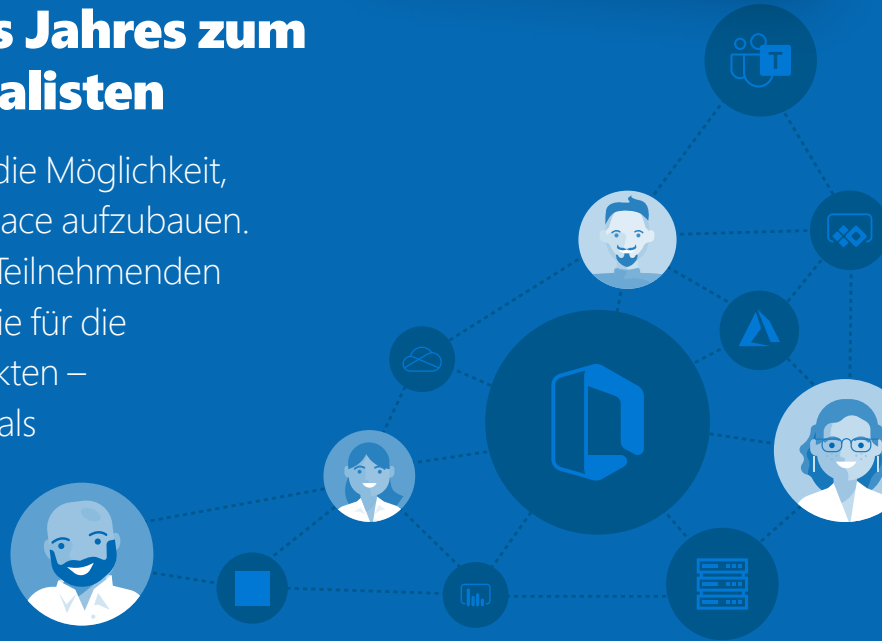 s Jahres zum
alisten
die Möglichkeit,
ace aufzubauen.
Teilnehmenden
ie für die
kten –
als
T